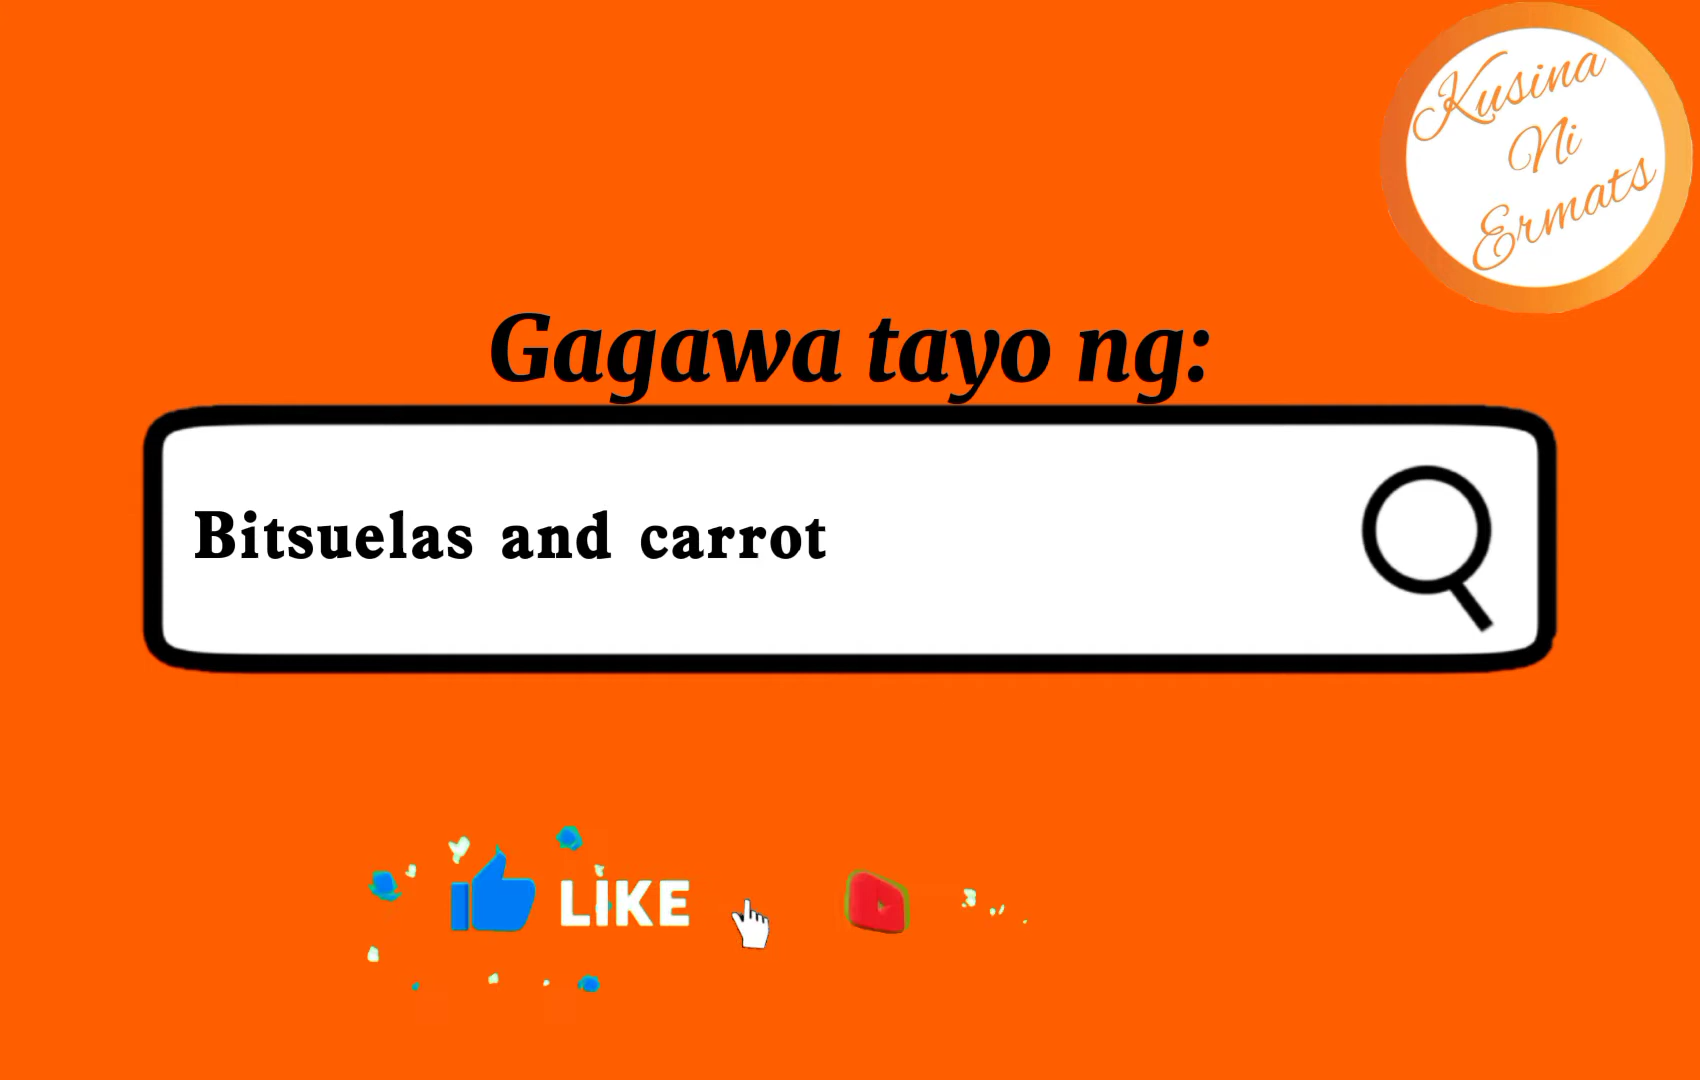 Kusina
Ni
Ermats
Gagawa tayo ng:
Bitsuelas and carrot
LIKE